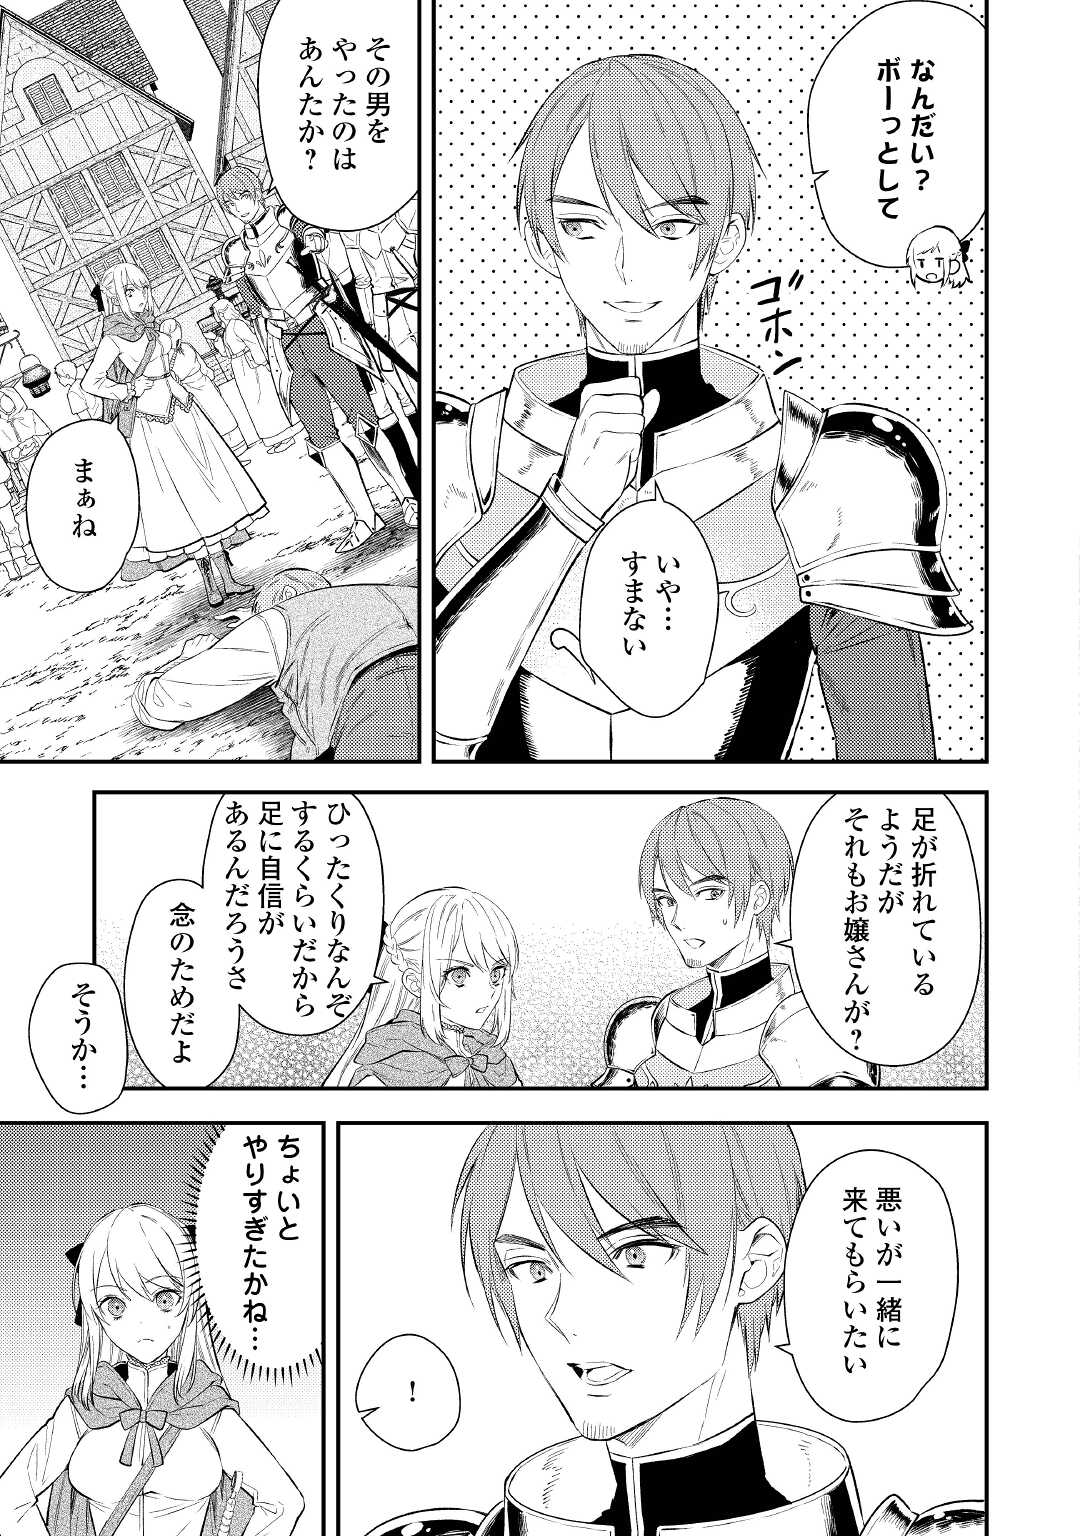 なんだい？
ボーっとして
ゴホン
いや…
すまない
その男を
やったのは
あんたか？
まぁね
足が折れている
ようだが
それもお嬢さんが？
ひったくりなんぞ
するくらいだから
足に自信が
あるんだろうさ
念のためだよ
そうか…
悪いが一緒に
来てもらいたい
！
ちょいと
やりすぎたかね…